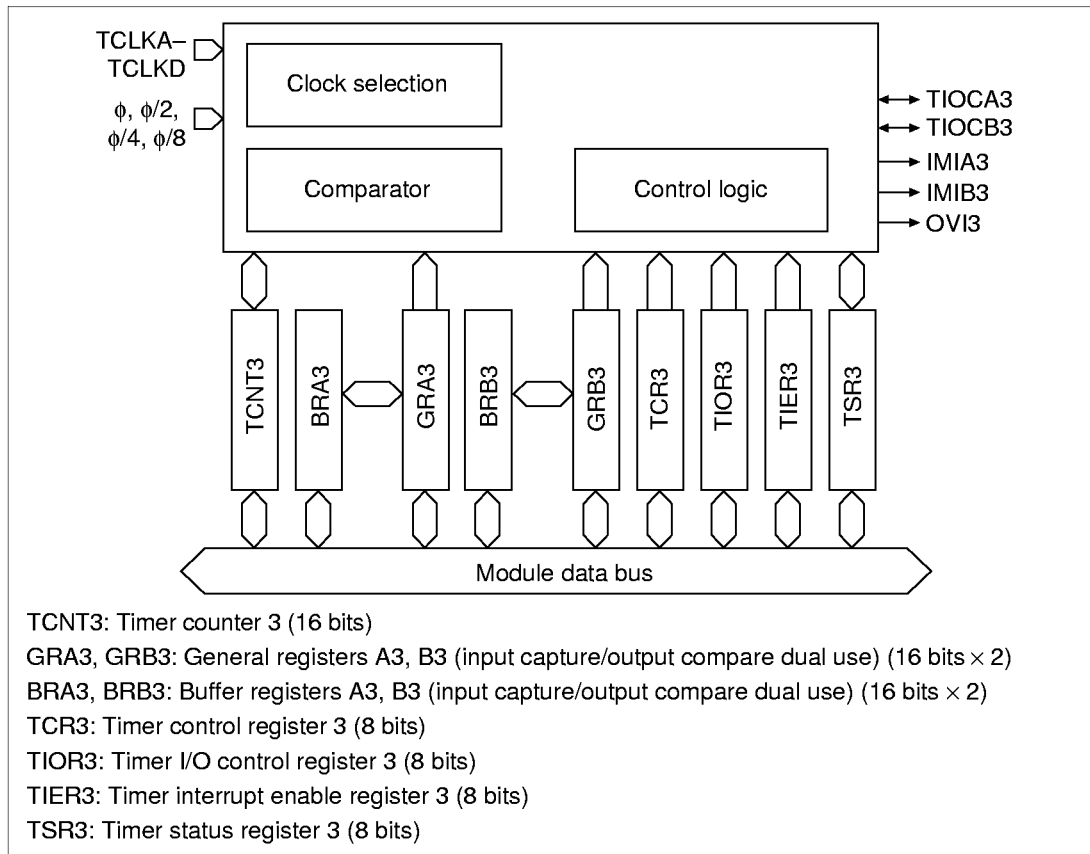 TCLKA–
TCLKD
ϕ, ϕ/2,
ϕ/4, ϕ/8
Clock selection
Comparator
Control logic
TIOCA3
TIOCB3
IMIA3
IMIB3
OVI3
TCNT3
BRA3
GRA3
BRB3
GRB3
TCR3
TIOR3
TIER3
TSR3
Module data bus
TCNT3: Timer counter 3 (16 bits)
GRA3, GRB3: General registers A3, B3 (input capture/output compare dual use) (16 bits × 2)
BRA3, BRB3: Buffer registers A3, B3 (input capture/output compare dual use) (16 bits × 2)
TCR3: Timer control register 3 (8 bits)
TIOR3: Timer I/O control register 3 (8 bits)
TIER3: Timer interrupt enable register 3 (8 bits)
TSR3: Timer status register 3 (8 bits)